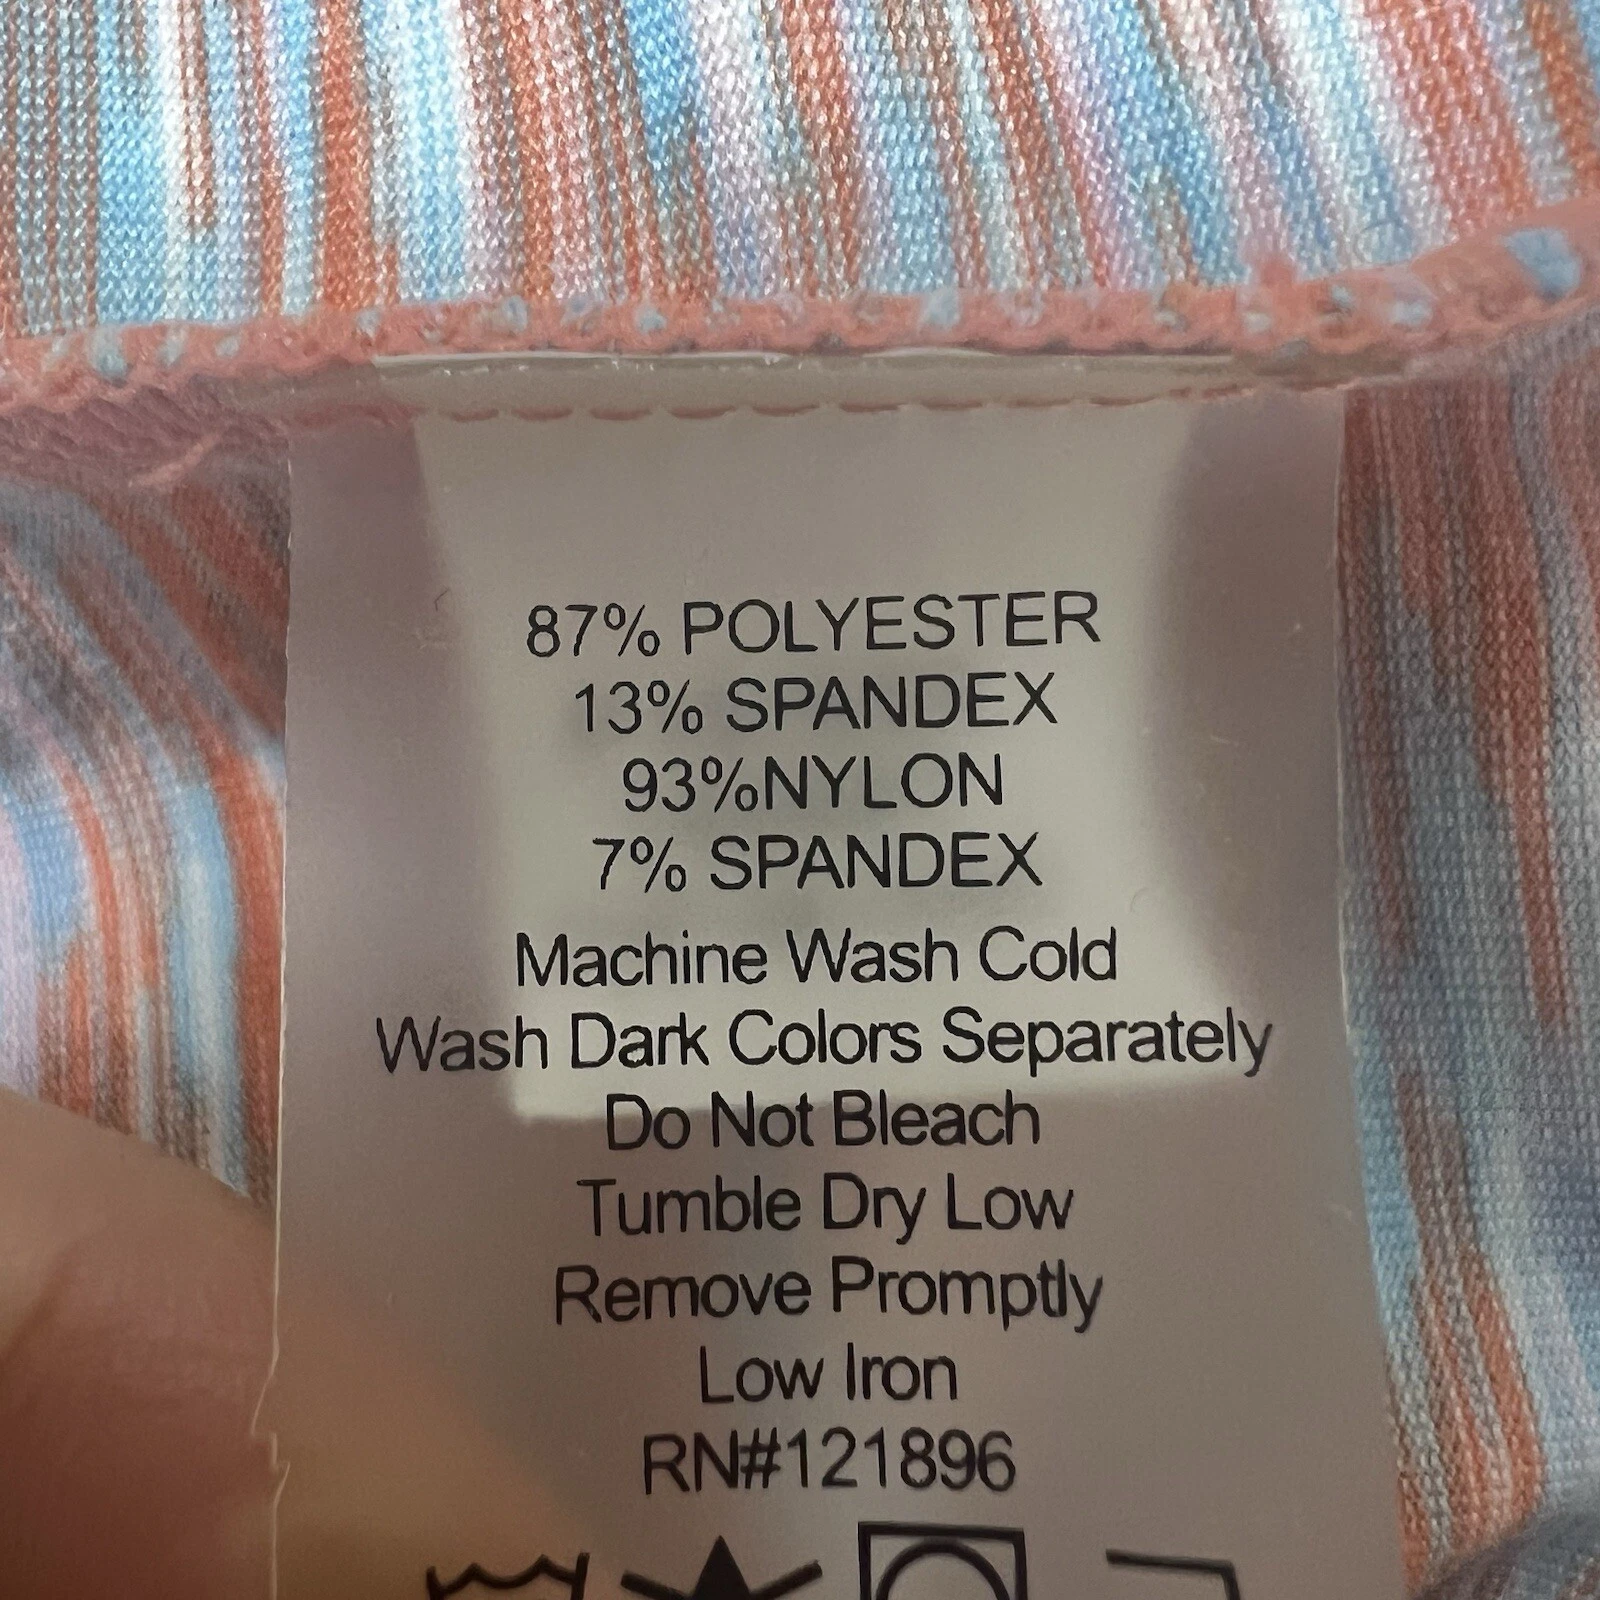 87% POLYESTER
13% SPANDEX
93%NYLON
7% SPANDEX
Machine Wash Cold
Wash Dark Colors Separately
Do Not Bleach
Tumble Dry Low
Remove Promptly
Low Iron
RN#121896